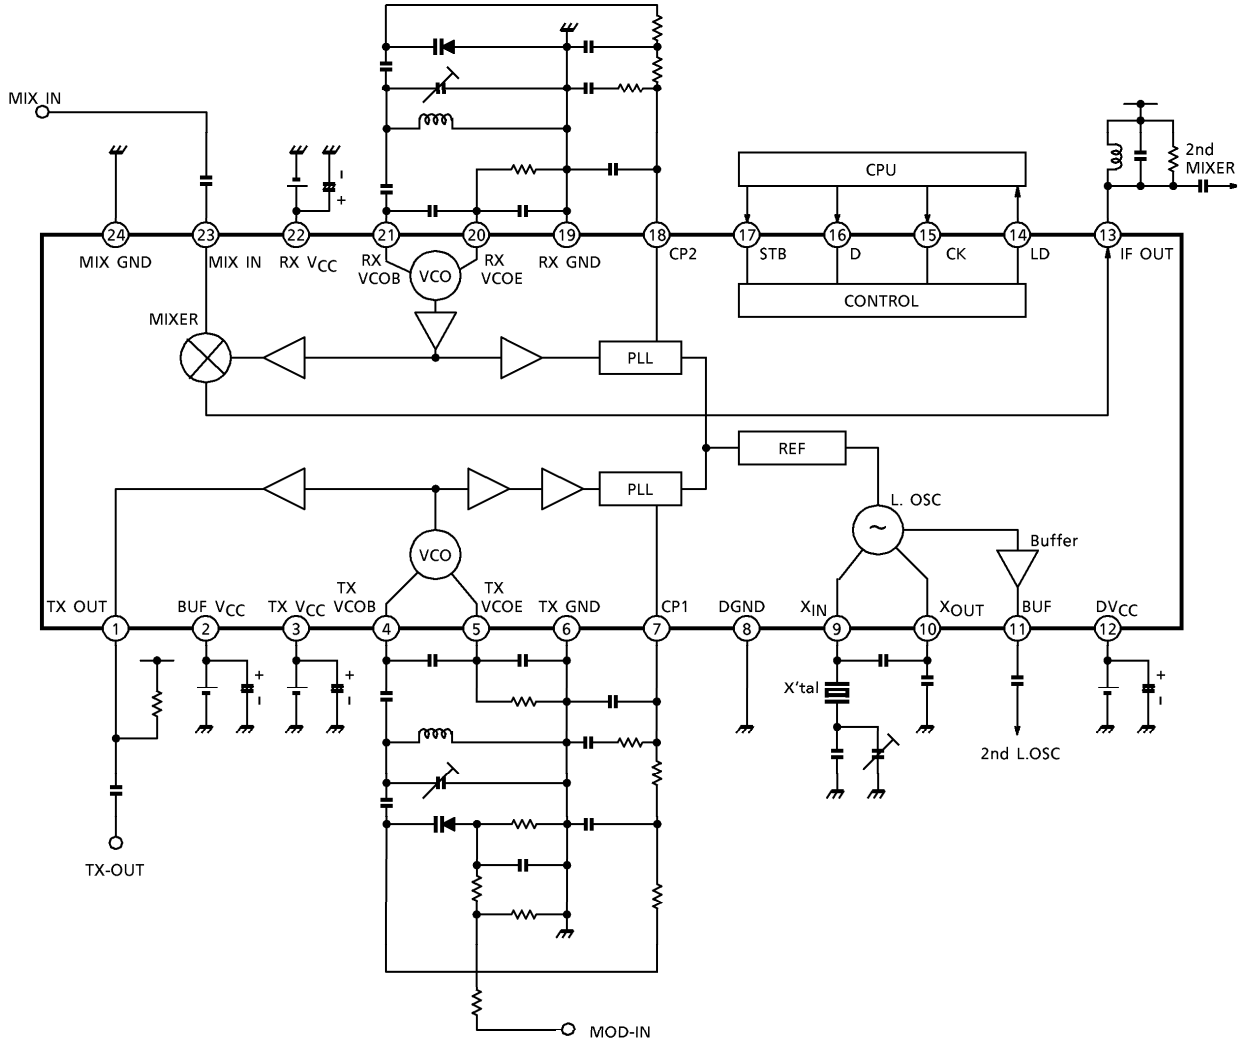 MIX IN
2nd
MIXER
CPU
-
+
24
23
22
21
20
19
18
17
16
15
14
13
MIX GND
MIX IN
RX VCC
RX
VCOB
VCO
RX
VCOE
RX GND
CP2
STB
D
CK
LD
IF OUT
CONTROL
MIXER
PLL
REF
PLL
L. OSC
~
Buffer
VCO
TX OUT
BUF VCC
TX VCC
TX
VCOB
TX
VCOE
TX GND
CP1
DGND
XIN
XOUT
BUF
DVCC
1
2
3
4
5
6
7
8
9
10
11
12
+
-
+
-
+
-
X'tal
2nd L.OSC
TX-OUT
MOD-IN